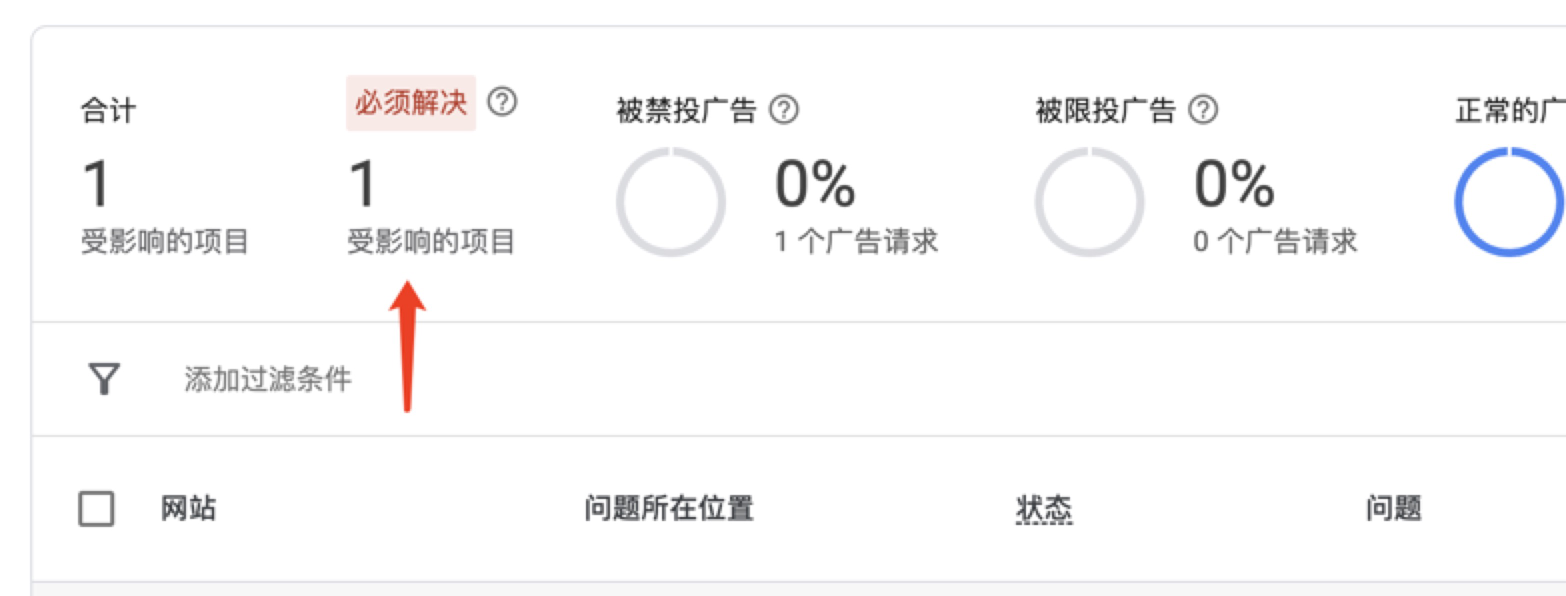 合计
必须解决
被禁投广告
被限投广告
正常的广
1
1
0%
0%
受影响的项目
受影响的项目
1 个广告请求
0 个广告请求
添加过滤条件
网站
问题所在位置
状态
问题